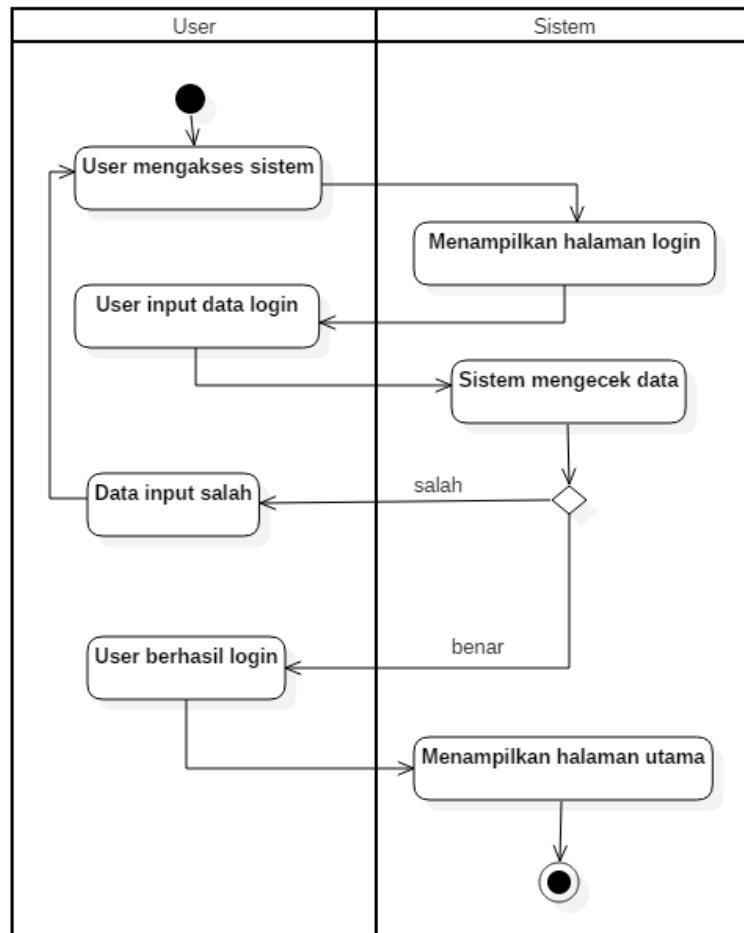 User
Sistem
User mengakses sistem
Menampilkan halaman login
User input data login
Sistem mengecek data
salah
Data input salah
benar
User berhasil login
Menampilkan halaman utama